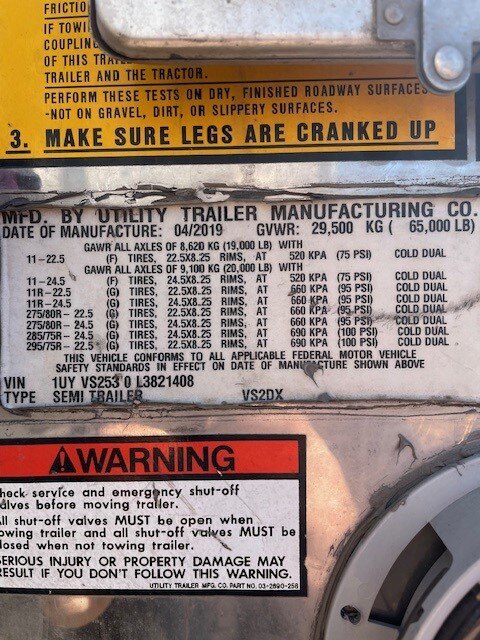 FRICTIO
IF TOWI
COUPLING
OF THIS TRAIL
TRAILER AND THE TRACTOR.
PERFORM THESE TESTS ON DRY, FINISHED ROADWAY SURFACES
-NOT ON GRAVEL, DIRT, OR SLIPPERY SURFACES.
3. MAKE SURE LEGS ARE CRANKED UP
MFD. BY UTILITY TRAILER MANUFACTURING CO.
DATE OF MANUFACTURE: 04/2019 GVWR: 29,500 KG ( 65,000 LB)
GAWR ALL AXLES OF 8,620 KG (19,000 LB) WITH
11-22.5 (F) TIRES, 22.5X8.25 RIMS, AT 520 KPA (75 PSI) COLD DUAL
GAWR ALL AXLES OF 9,100 KG (20,000 LB) WITH
11-24.5 (F) TIRES, 24.5X8.25 RIMS, AT 520 KPA (75 PSI) COLD DUAL
11R-22.5 (G) TIRES, 22.5X8.25 RIMS, AT 660 KPA (95 PSI) COLD DUAL
11R-24.5 (G) TIRES, 24.5X8.25 RIMS, AT 660 KPA (95 PSI) COLD DUAL
275/80R-22.5 (G) TIRES, 22.5X8.25 RIMS, AT 660 KPA (95 PSI) COLD DUAL
275/80R-24.5 (G) TIRES, 24.5X8.25 RIMS, AT 660 KPA (95 PSI) COLD DUAL
285/75R-24.5 (G) TIRES, 24.5X8.25 RIMS, AT 690 KPA (100 PSI) COLD DUAL
295/75R-22.5 (G) TIRES, 22.5X8.25 RIMS, AT 690 KPA (100 PSI) COLD DUAL
THIS VEHICLE CONFORMS TO ALL APPLICABLE FEDERAL MOTOR VEHICLE
SAFETY STANDARDS IN EFFECT ON DATE OF MANUFACTURE SHOWN ABOVE
VIN 1UY VS253 0 L3821408
TYPE SEMI TRAILER VS2DX
WARNING
heck service and emergency shut-off
alves before moving trailer.
All shut-off valves MUST be open when
owing trailer and all shut-off valves MUST be
losed when not towing trailer.
SERIOUS INJURY OR PROPERTY DAMAGE MAY
RESULT IF YOU DON'T FOLLOW THIS WARNING.
UTILITY TRAILER MFG. CO. PART NO. 03-2690-256